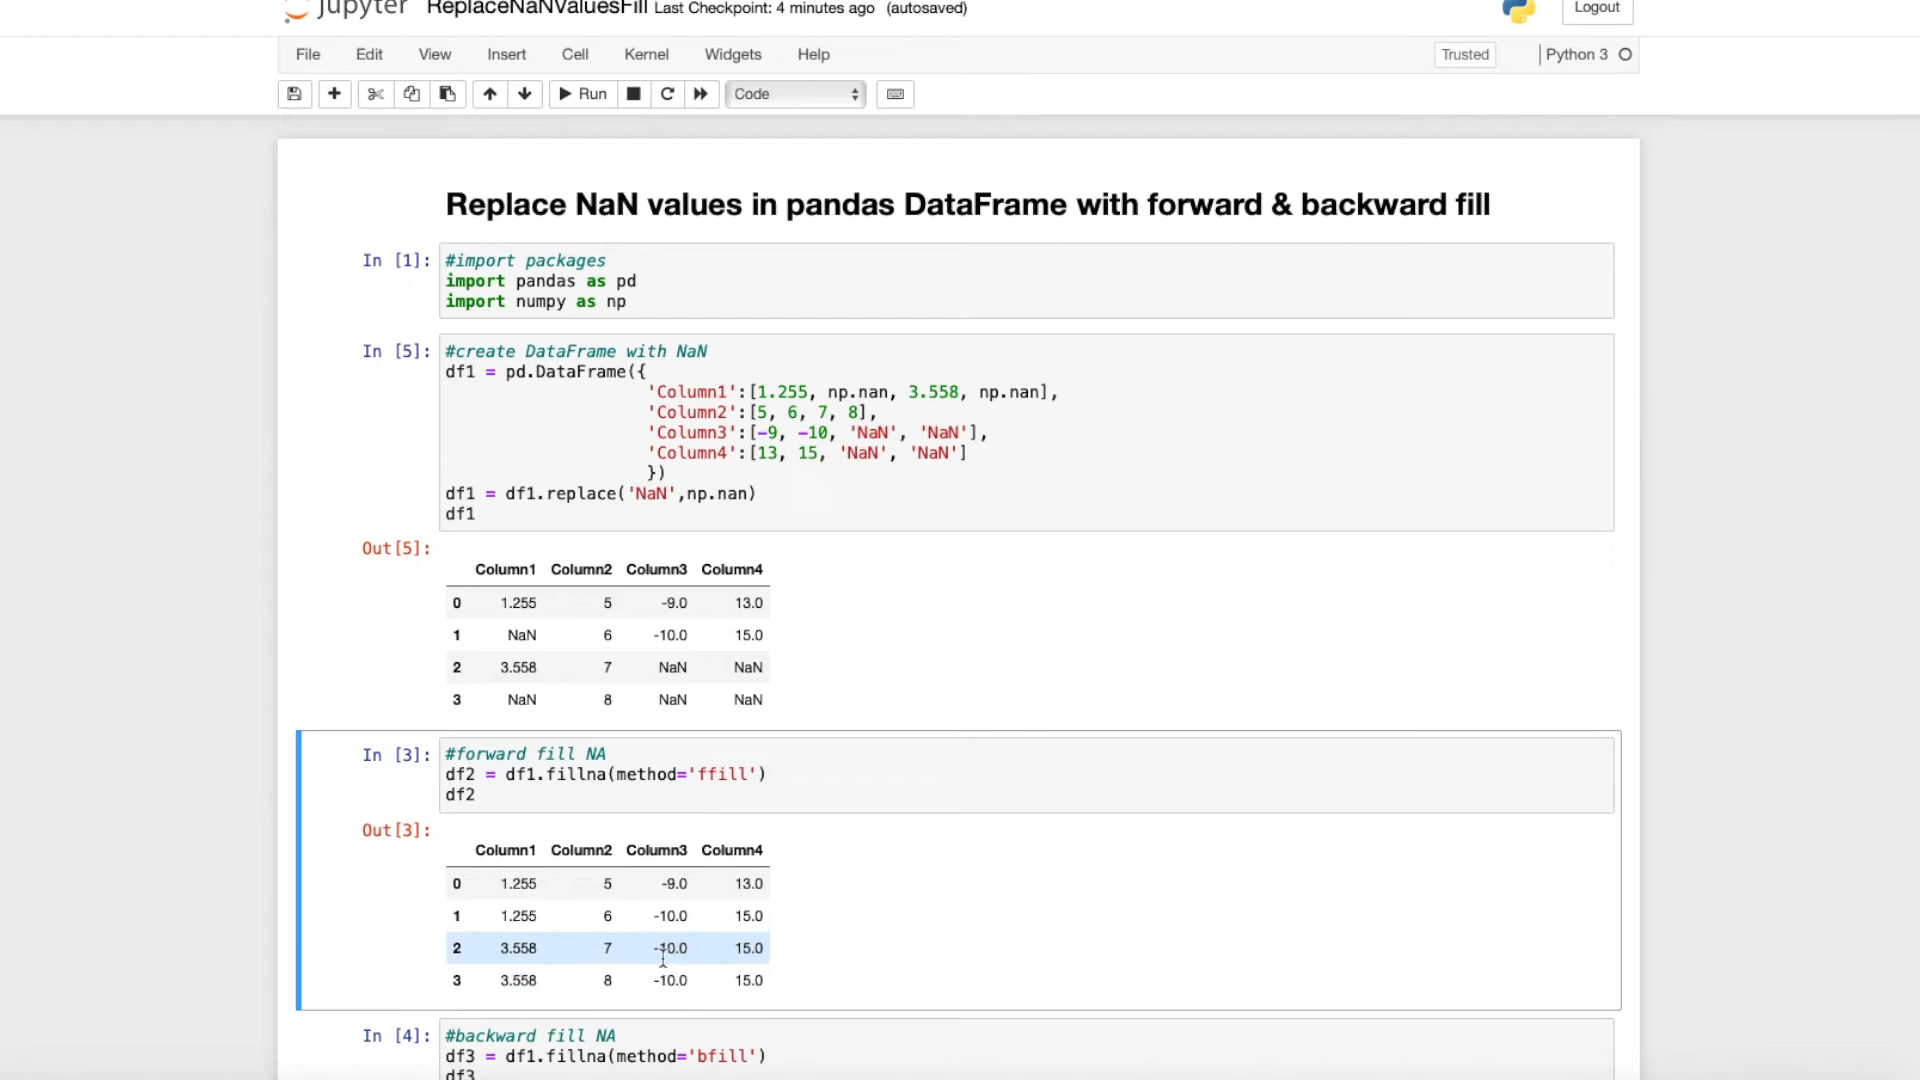 jupyter ReplaceNaNValuesFill Last Checkpoint: 4 minutes ago (autosaved) Logout
File Edit View Insert Cell Kernel Widgets Help Trusted Python 3
Run Code
Replace NaN values in pandas DataFrame with forward & backward fill
In [1]: #import packages
import pandas as pd
import numpy as np
In [5]: #create DataFrame with NaN
df1 = pd.DataFrame({
'Column1':[1.255, np.nan, 3.558, np.nan],
'Column2':[5, 6, 7, 8],
'Column3':[-9, -10, 'NaN', 'NaN'],
'Column4':[13, 15, 'NaN', 'NaN']
})
df1 = df1.replace('NaN',np.nan)
df1
Out[5]:
Column1 Column2 Column3 Column4
0 1.255 5 -9.0 13.0
1 NaN 6 -10.0 15.0
2 3.558 7 NaN NaN
3 NaN 8 NaN NaN
In [3]: #forward fill NA
df2 = df1.fillna(method='ffill')
df2
Out[3]:
Column1 Column2 Column3 Column4
0 1.255 5 -9.0 13.0
1 1.255 6 -10.0 15.0
2 3.558 7 -10.0 15.0
3 3.558 8 -10.0 15.0
In [4]: #backward fill NA
df3 = df1.fillna(method='bfill')
df3